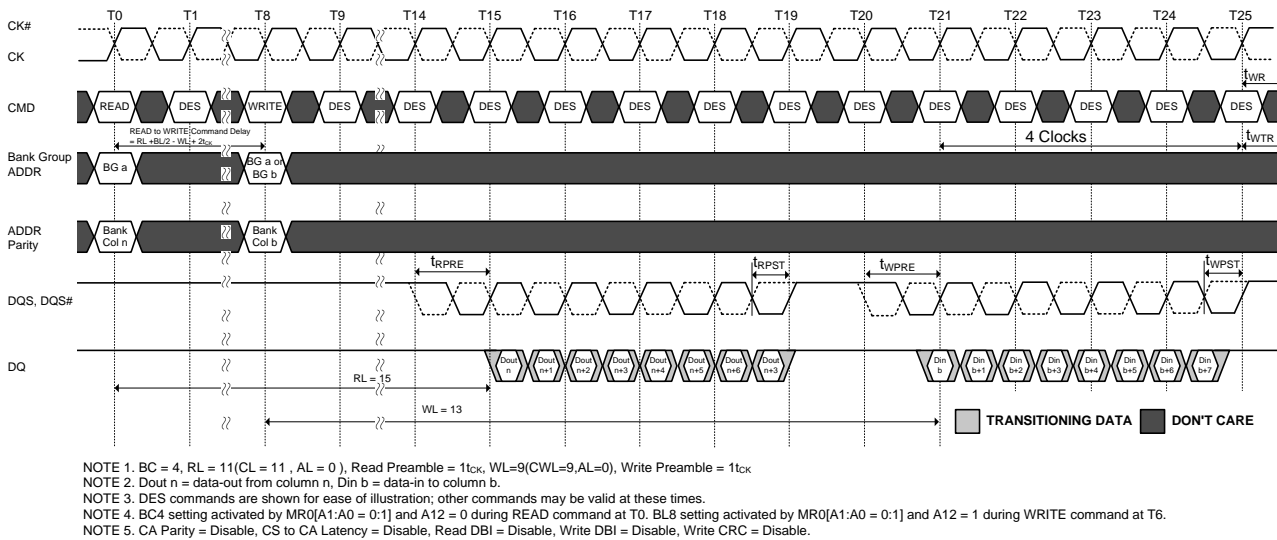 T0 T1 T8 T9 T14 T15 T16 T17 T18 T19 T20 T21 T22 T23 T24 T25
CK#
CK
tWR
CMD READ DES WRITE DES DES DES DES DES DES DES DES DES DES DES DES DES
READ to WRITE Command Delay
= RL +BL/2 - WL + 2tCK
4 Clocks
tWTR
Bank Group
ADDR
BG a
BG a or
BG b
ADDR
Parity
Bank
Col n
Bank
Col b
tRPRE tRPST tWPRE tWPST
DQS, DQS#
DQ
Dout Dout Dout Dout Dout Dout Dout Dout Din Din Din Din Din Din Din Din
n n+1 n+2 n+3 n+4 n+5 n+6 n+3 b b+1 b+2 b+3 b+4 b+5 b+6 b+7
RL = 15
WL = 13
TRANSITIONING DATA DON'T CARE
NOTE 1. BC = 4, RL = 11(CL = 11 , AL = 0 ), Read Preamble = 1tCK, WL=9(CWL=9,AL=0), Write Preamble = 1tCK
NOTE 2. Dout n = data-out from column n, Din b = data-in to column b.
NOTE 3. DES commands are shown for ease of illustration; other commands may be valid at these times.
NOTE 4. BC4 setting activated by MR0[A1:A0 = 0:1] and A12 = 0 during READ command at T0. BL8 setting activated by MR0[A1:A0 = 0:1] and A12 = 1 during WRITE command at T6.
NOTE 5. CA Parity = Disable, CS to CA Latency = Disable, Read DBI = Disable, Write DBI = Disable, Write CRC = Disable.